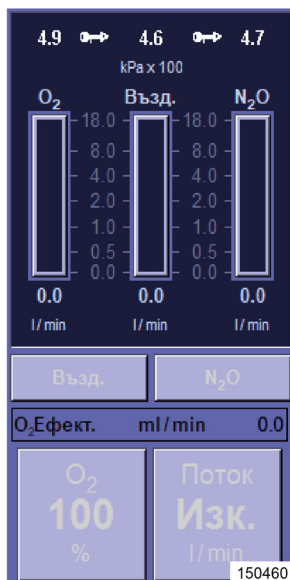 4.9 4.6 4.7
kPa x 100
O₂ Възд. N₂O
18.0 18.0
8.0 8.0
4.0 4.0
2.0 2.0
1.0 1.0
0.5 0.5
0.0 0.0
0.0 0.0 0.0
l/min l/min l/min
Възд. N₂O
O₂Ефект. ml/min 0.0
O₂ Поток
100 Изк.
% l/min
150460